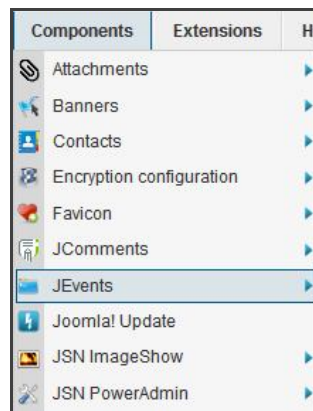 Components Extensions H
Attachments
Banners
Contacts
Encryption configuration
Favicon
JComments
JEvents
Joomla! Update
JSN ImageShow
JSN PowerAdmin